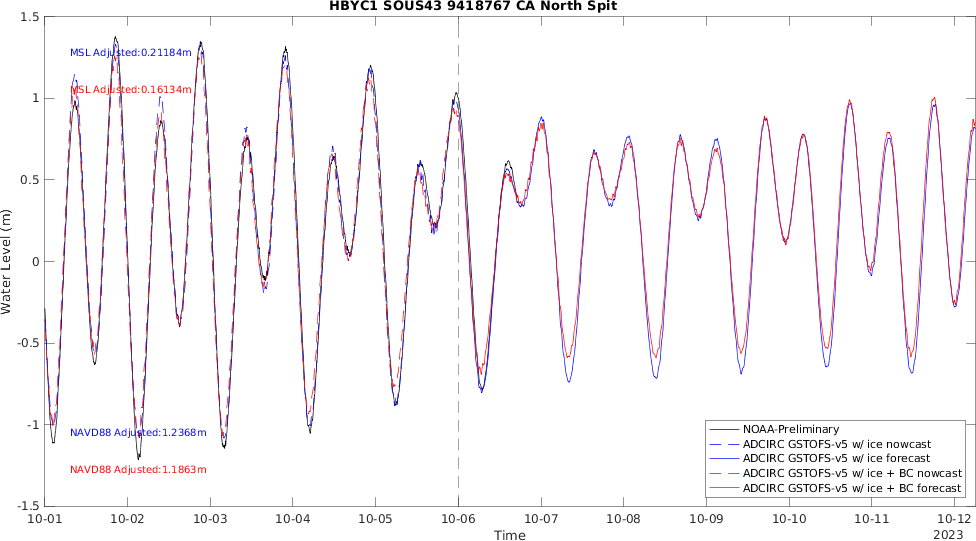 HBYC1 SOUS43 9418767 CA North Spit
1.5
1
0.5
0
-0.5
-1
-1.5
Water Level (m)
MSL Adjusted:0.21184m
MSL Adjusted:0.16134m
NAVD88 Adjusted:1.2368m
NAVD88 Adjusted:1.1863m
NOAA-Preliminary
ADCIRC GSTOFS-v5 w/ ice nowcast
ADCIRC GSTOFS-v5 w/ ice forecast
ADCIRC GSTOFS-v5 w/ ice + BC nowcast
ADCIRC GSTOFS-v5 w/ ice + BC forecast
10-01 10-02 10-03 10-04 10-05 10-06 10-07 10-08 10-09 10-10 10-11 10-12
2023
Time